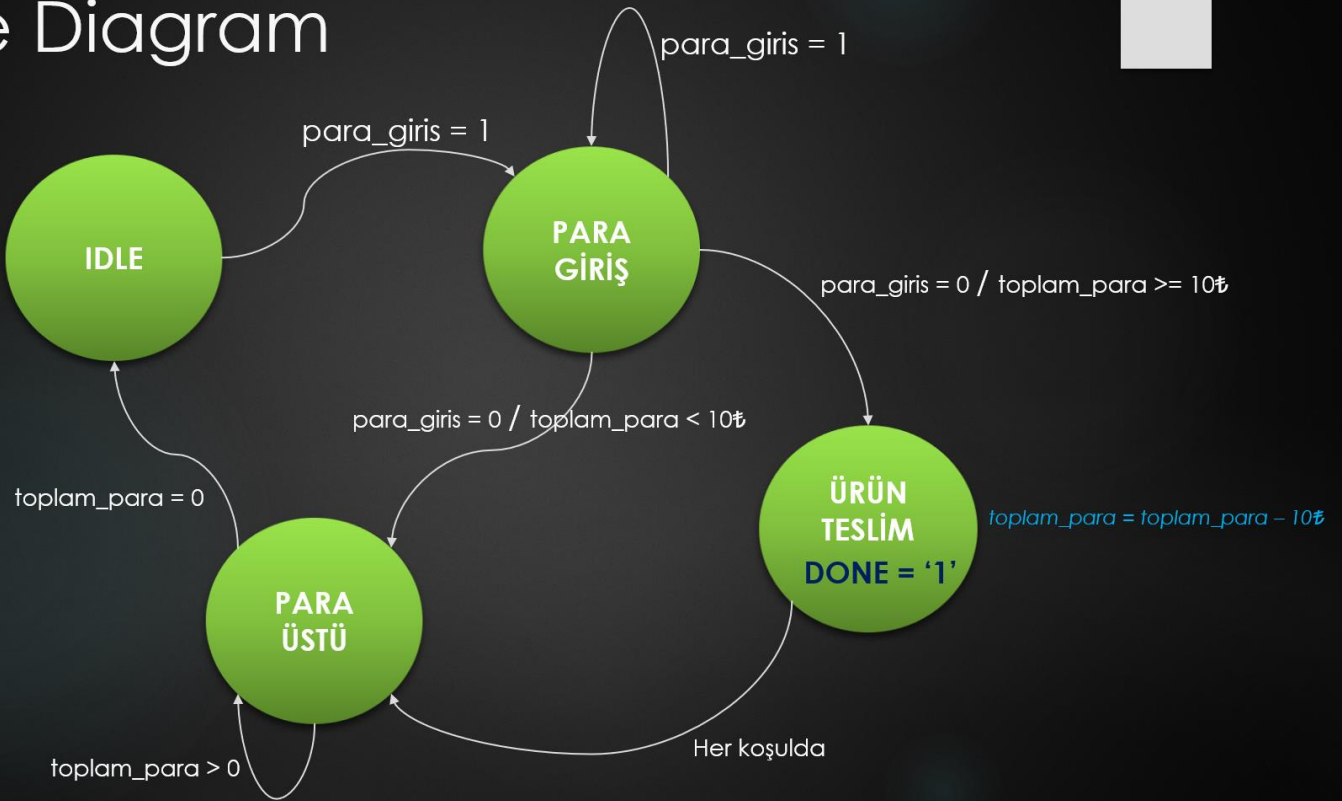 e Diagram
para_giris = 1
para_giris = 1
IDLE
PARA
GİRİŞ
para_giris = 0 / toplam_para >= 10₺
para_giris = 0 / toplam_para < 10₺
toplam_para = 0
ÜRÜN
TESLİM
DONE = ‘1’
toplam_para = toplam_para – 10₺
PARA
ÜSTÜ
Her koşulda
toplam_para > 0